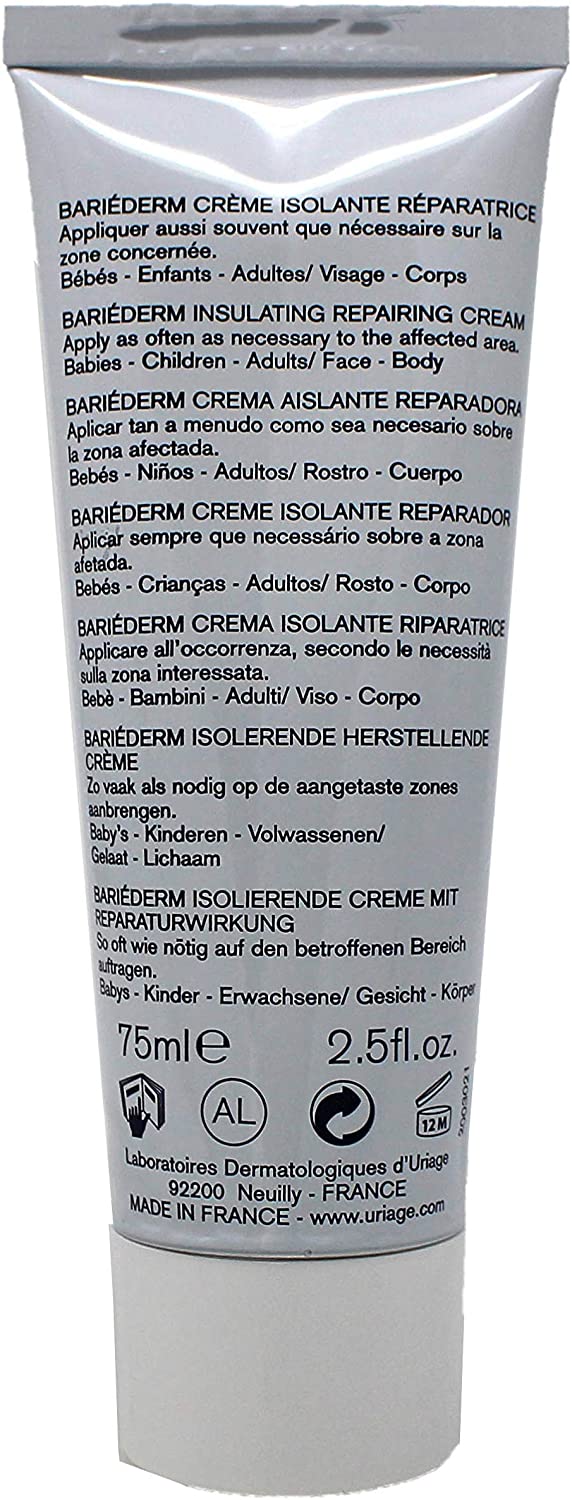 BARIÉDERM CRÈME ISOLANTE RÉPARATRICE
Appliquer aussi souvent que nécessaire sur la
zone concernée.
Bébés - Enfants - Adultes/ Visage - Corps
BARIÉDERM INSULATING REPAIRING CREAM
Apply as often as necessary to the affected area.
Babies - Children - Adults/ Face - Body
BARIÉDERM CREMA AISLANTE REPARADORA
Aplicar tan a menudo como sea necesario sobre
la zona afectada.
Bebés - Niños - Adultos/ Rostro - Cuerpo
BARIÉDERM CREME ISOLANTE REPARADOR
Aplicar sempre que necessário sobre a zona
afetada.
Bebés - Crianças - Adultos/ Rosto - Corpo
BARIÉDERM CREMA ISOLANTE RIPARATRICE
Applicare all'occorrenza, secondo le necessità
sulla zona interessata.
Bebè - Bambini - Adulti/ Viso - Corpo
BARIÉDERM ISOLERENDE HERSTELLENDE
CRÈME
Zo vaak als nodig op de aangetaste zones
aanbrengen.
Baby's - Kinderen - Volwassenen/
Gelaat - Lichaam
BARIÉDERM ISOLIERENDE CREME MIT
REPARATURWIRKUNG
So oft wie nötig auf den betroffenen Bereich
auftragen.
Babys - Kinder - Erwachsene/ Gesicht - Körper
75ml℮ 2.5fl.oz.
AL
12 M
2003021
Laboratoires Dermatologiques d'Uriage
92200 Neuilly - FRANCE
MADE IN FRANCE - www.uriage.com